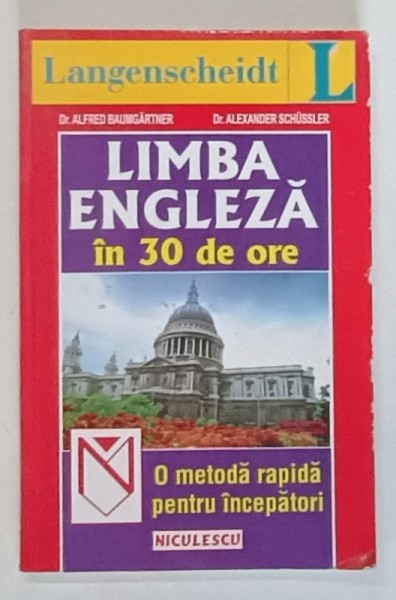 Langenscheidt L
Dr. ALFRED BAUMGÄRTNER Dr. ALEXANDER SCHÜSSLER
LIMBA
ENGLEZĂ
în 30 de ore
O metodă rapidă
pentru începători
NICULESCU